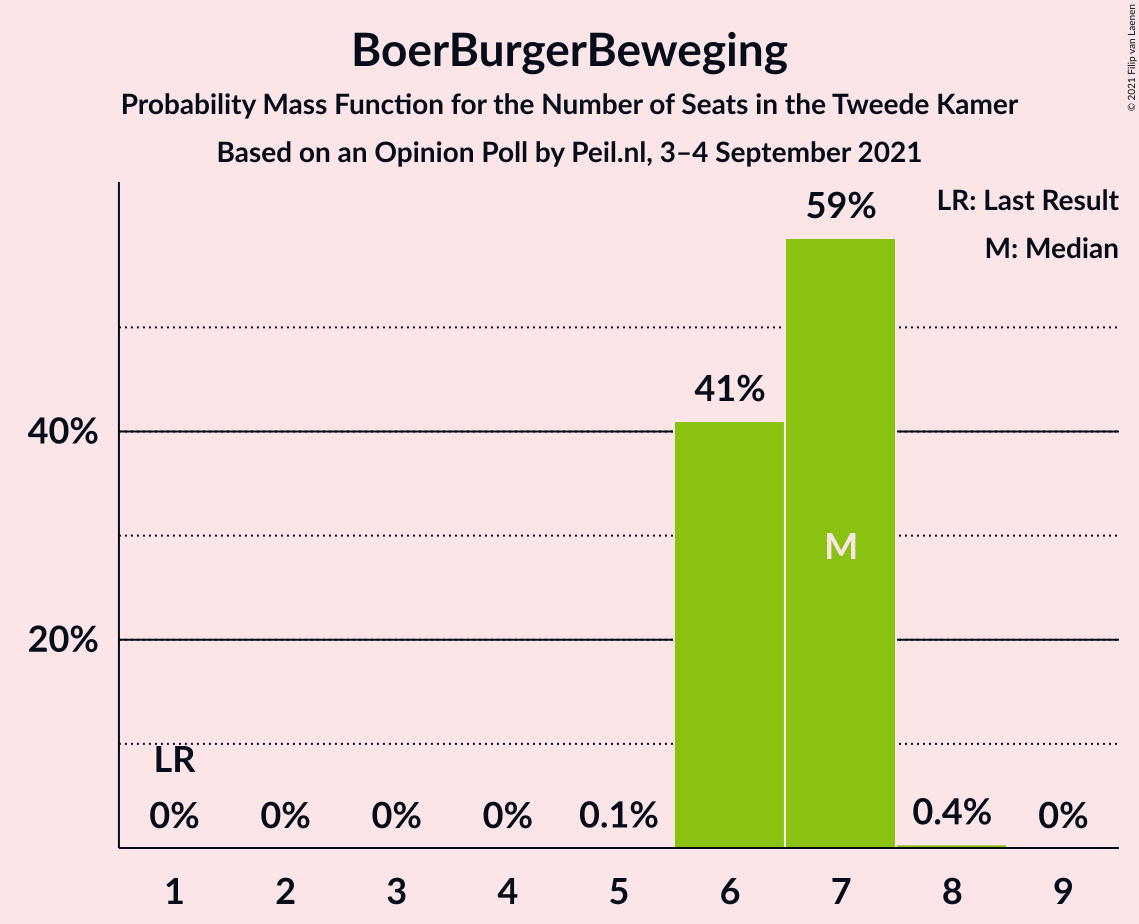 BoerBurgerBeweging
Probability Mass Function for the Number of Seats in the Tweede Kamer
Based on an Opinion Poll by Peil.nl, 3–4 September 2021
© 2021 Filip van Laenen
LR: Last Result
M: Median
59%
41%
40%
M
20%
LR
0% 0% 0% 0% 0.1% 0.4% 0%
1 2 3 4 5 6 7 8 9